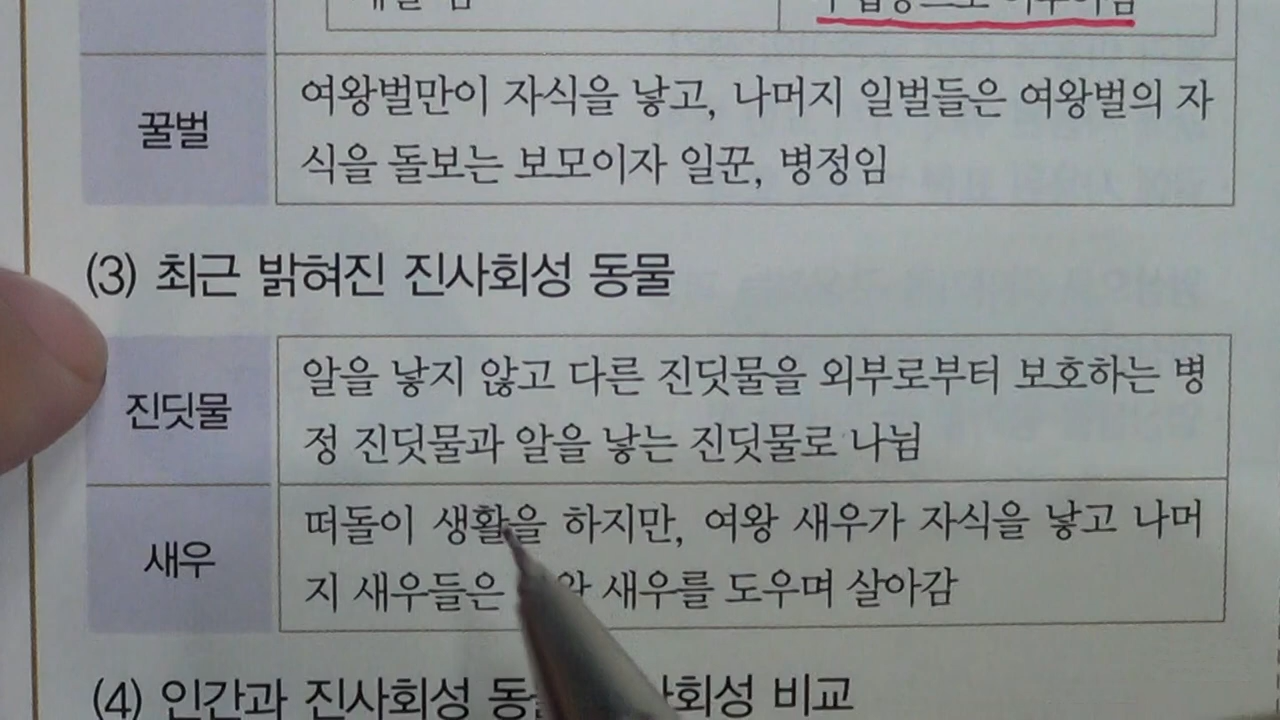 꿀벌
여왕벌만이 자식을 낳고, 나머지 일벌들은 여왕벌의 자
식을 돌보는 보모이자 일꾼, 병정임
(3) 최근 밝혀진 진사회성 동물
진딧물
알을 낳지 않고 다른 진딧물을 외부로부터 보호하는 병
정 진딧물과 알을 낳는 진딧물로 나뉨
새우
떠돌이 생활을 하지만, 여왕 새우가 자식을 낳고 나머
지 새우들은 새우를 도우며 살아감
(4) 인간과 진사회성 비교